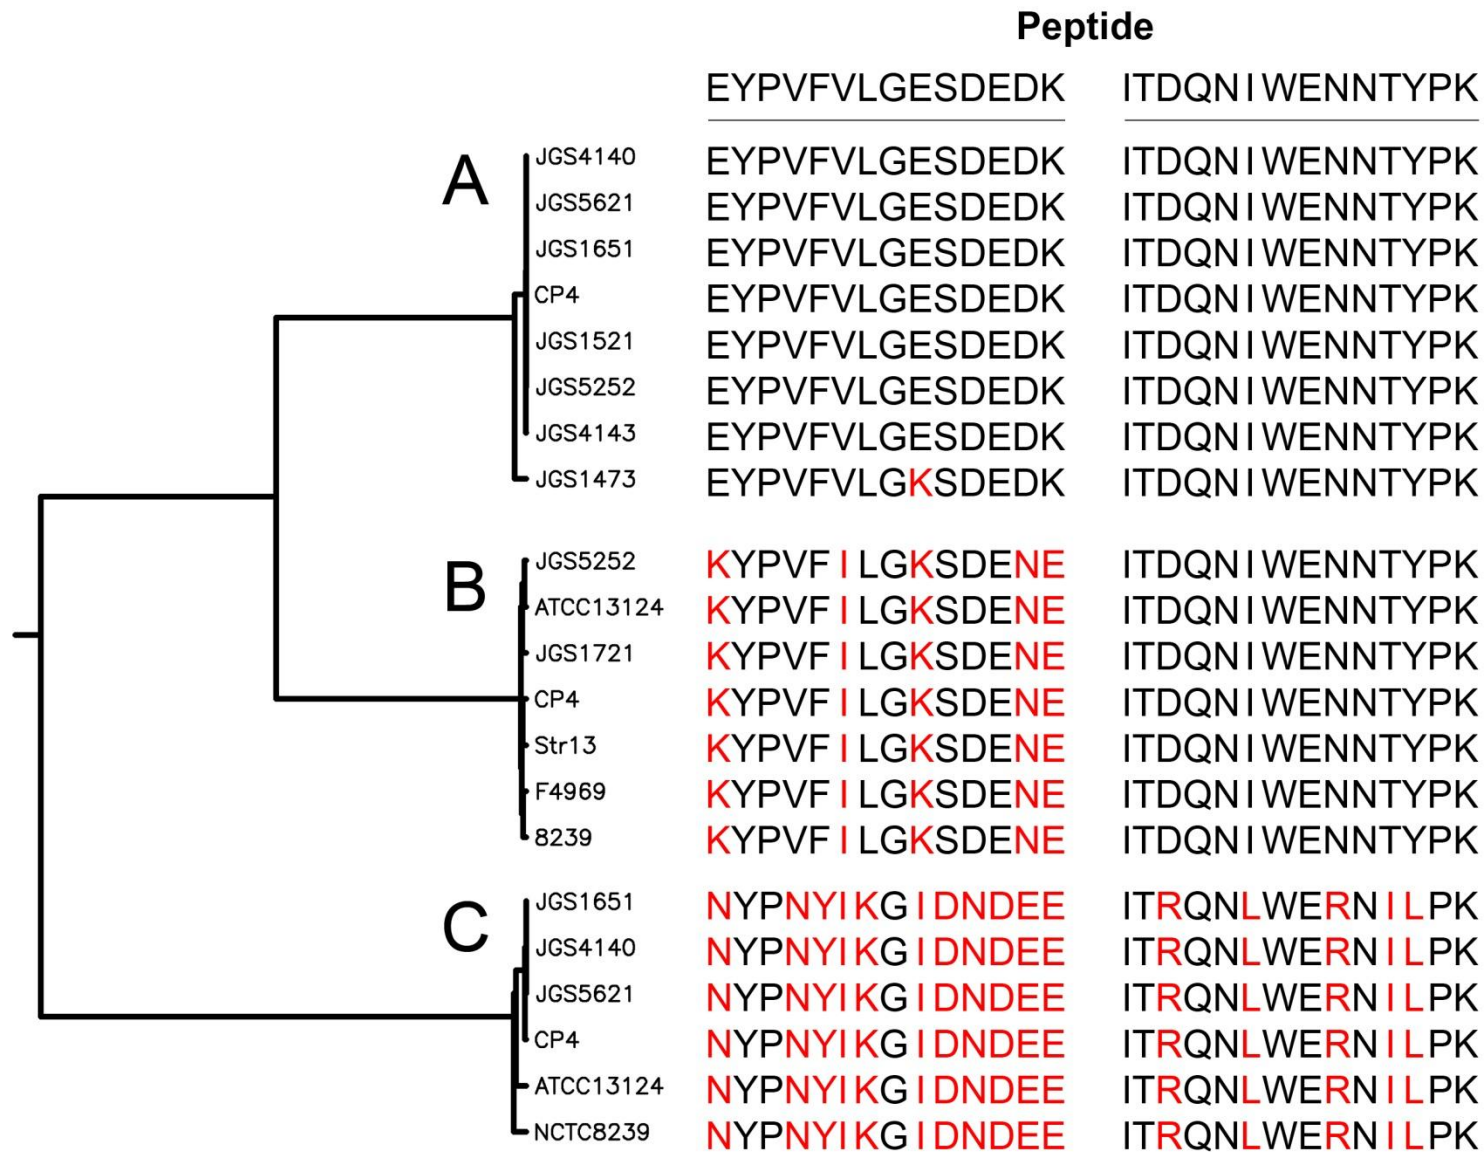 Peptide
EYPVFVLGESDEDK ITDQNIWENNTYPK
A
JGS4140 EYPVFVLGESDEDK ITDQNIWENNTYPK
JGS5621 EYPVFVLGESDEDK ITDQNIWENNTYPK
JGS1651 EYPVFVLGESDEDK ITDQNIWENNTYPK
CP4 EYPVFVLGESDEDK ITDQNIWENNTYPK
JGS1521 EYPVFVLGESDEDK ITDQNIWENNTYPK
JGS5252 EYPVFVLGESDEDK ITDQNIWENNTYPK
JGS4143 EYPVFVLGESDEDK ITDQNIWENNTYPK
JGS1473 EYPVFVLGKSDEDK ITDQNIWENNTYPK
B
JGS5252 KYPVFILGKSDENE ITDQNIWENNTYPK
ATCC13124 KYPVFILGKSDENE ITDQNIWENNTYPK
JGS1721 KYPVFILGKSDENE ITDQNIWENNTYPK
CP4 KYPVFILGKSDENE ITDQNIWENNTYPK
Str13 KYPVFILGKSDENE ITDQNIWENNTYPK
F4969 KYPVFILGKSDENE ITDQNIWENNTYPK
8239 KYPVFILGKSDENE ITDQNIWENNTYPK
C
JGS1651 NYPNYIKGIDNDEE ITRQNLWERNILPK
JGS4140 NYPNYIKGIDNDEE ITRQNLWERNILPK
JGS5621 NYPNYIKGIDNDEE ITRQNLWERNILPK
CP4 NYPNYIKGIDNDEE ITRQNLWERNILPK
ATCC13124 NYPNYIKGIDNDEE ITRQNLWERNILPK
NCTC8239 NYPNYIKGIDNDEE ITRQNLWERNILPK